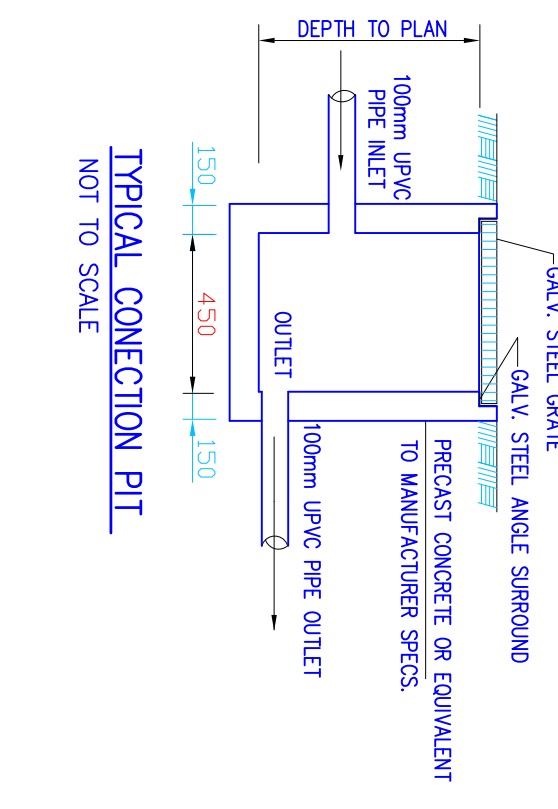 GALV. STEEL GRATE
GALV. STEEL ANGLE SURROUND
DEPTH TO PLAN
100mm UPVC
PIPE INLET
PRECAST CONCRETE OR EQUIVALENT
TO MANUFACTURER SPECS.
OUTLET
100mm UPVC PIPE OUTLET
150
450
150
TYPICAL CONECTION PIT
NOT TO SCALE